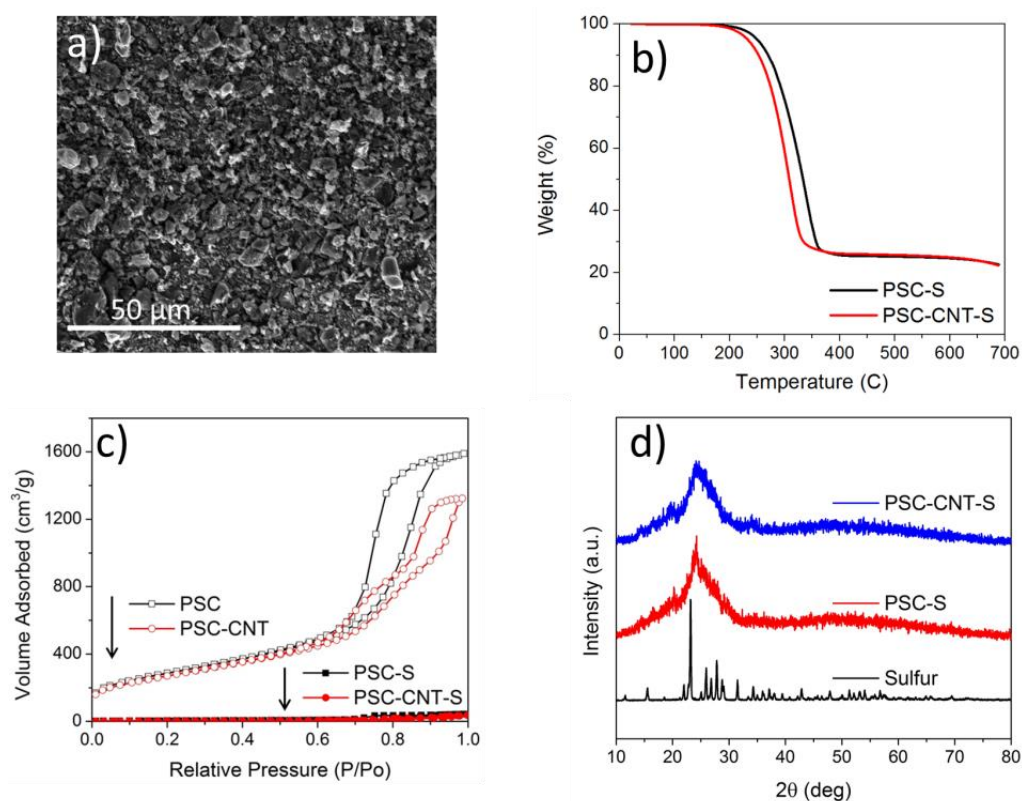 a)
50 μm
b)
100
80
60
40
20
0
0 100 200 300 400 500 600 700
Weight (%)
Temperature (C)
PSC-S
PSC-CNT-S
c)
1600
1200
800
400
0
0.0 0.2 0.4 0.6 0.8 1.0
Volume Adsorbed (cm³/g)
Relative Pressure (P/Po)
PSC
PSC-CNT
PSC-S
PSC-CNT-S
d)
Intensity (a.u.)
PSC-CNT-S
PSC-S
Sulfur
10 20 30 40 50 60 70 80
2θ (deg)